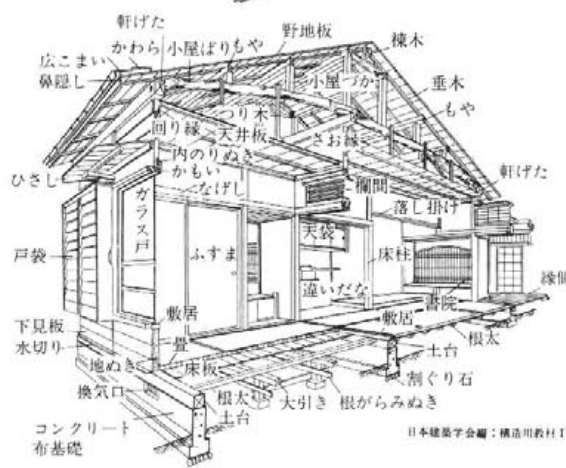 軒げた
かわら
小屋ばり
もや
野地板
棟木
広こまい
鼻隠し
小屋づか
垂木
つり木
もや
回り縁
天井板
さお縁
内のりぬき
かもい
ひさし
なげし
欄間
軒げた
ガラス戸
落し掛け
天袋
戸袋
ふすま
床柱
違いだな
書院
敷居
敷居
根太
下見板
水切り
畳
土台
地ぬき
床板
割ぐり石
換気口
根太
大引き
根がらみぬき
土台
コンクリート
布基礎
日本建築学会編：構造用教材I